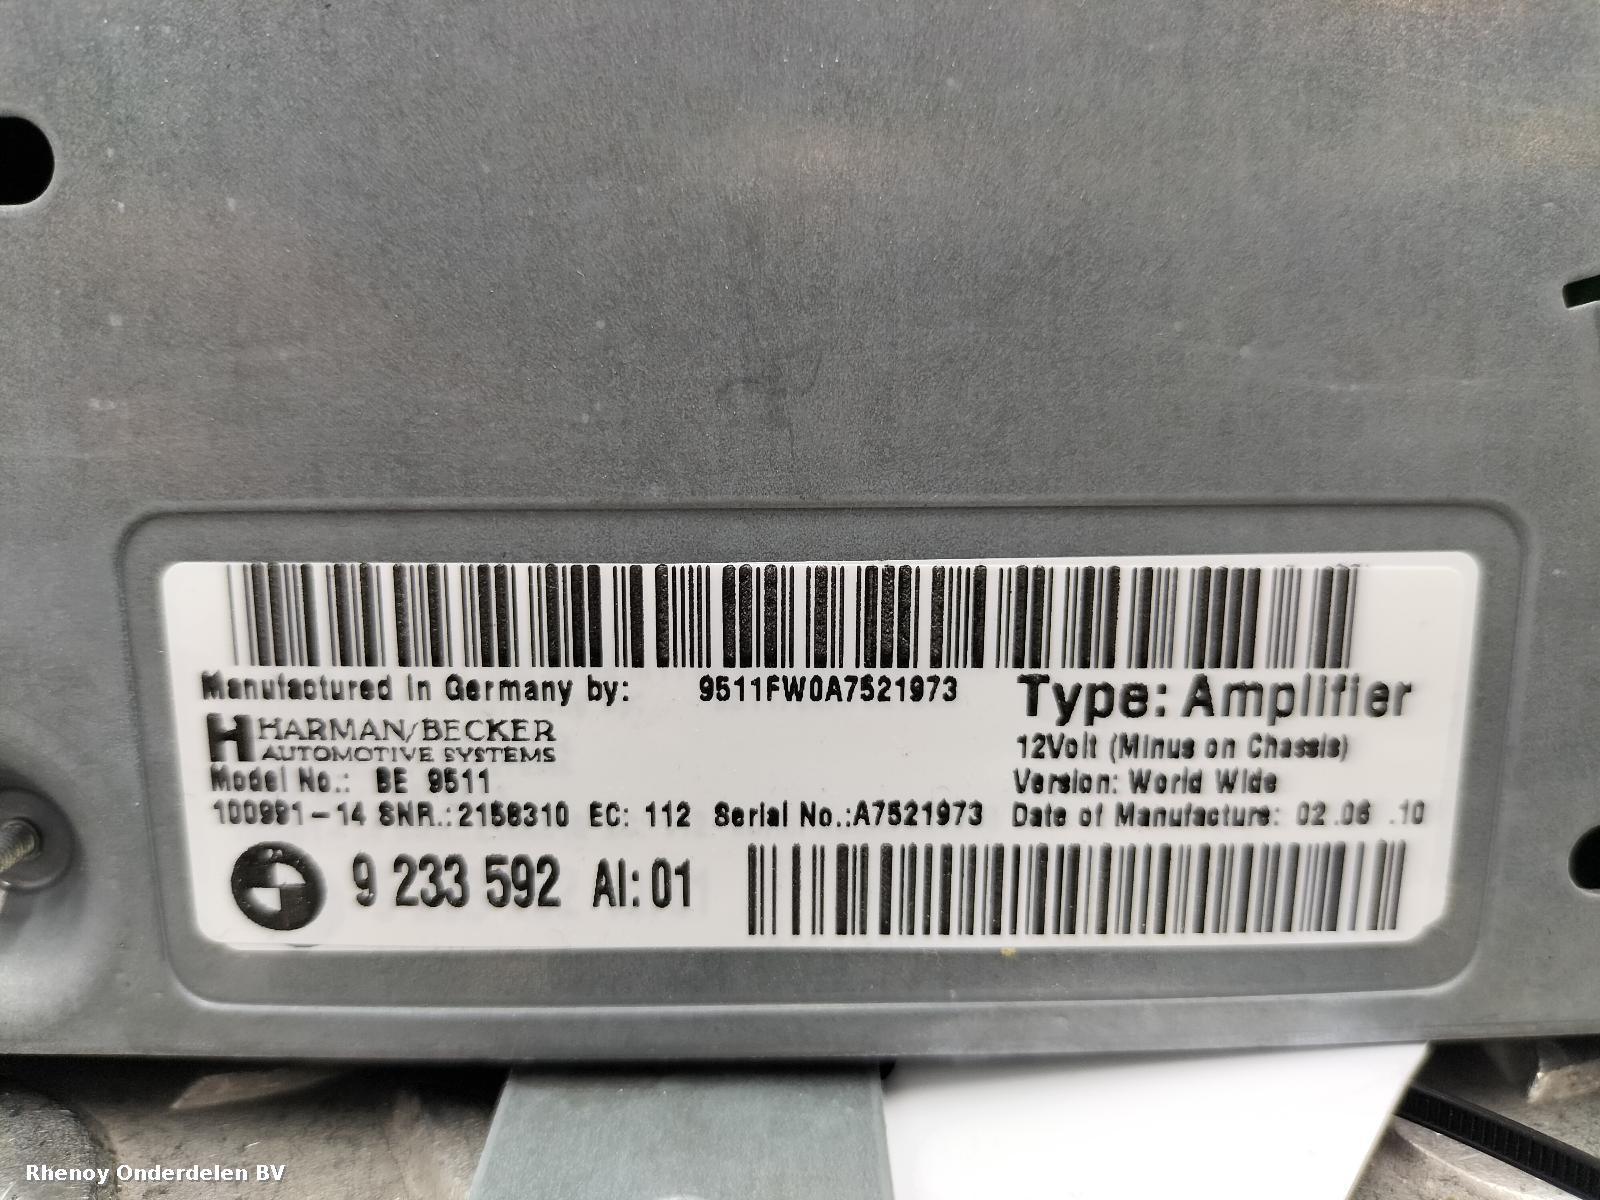 Manufactured in Germany by:
9511FW0A7521973
Type: Amplifier
HARMAN/BECKER
AUTOMOTIVE SYSTEMS
12Volt (Minus on Chassis)
Model No.: BE 9511
Version: World Wide
100991-14 SNR.:2158310 EC: 112 Serial No.:A7521973 Date of Manufacture: 02.06 .10
9 233 592 AI: 01
Rhenoy Onderdelen BV